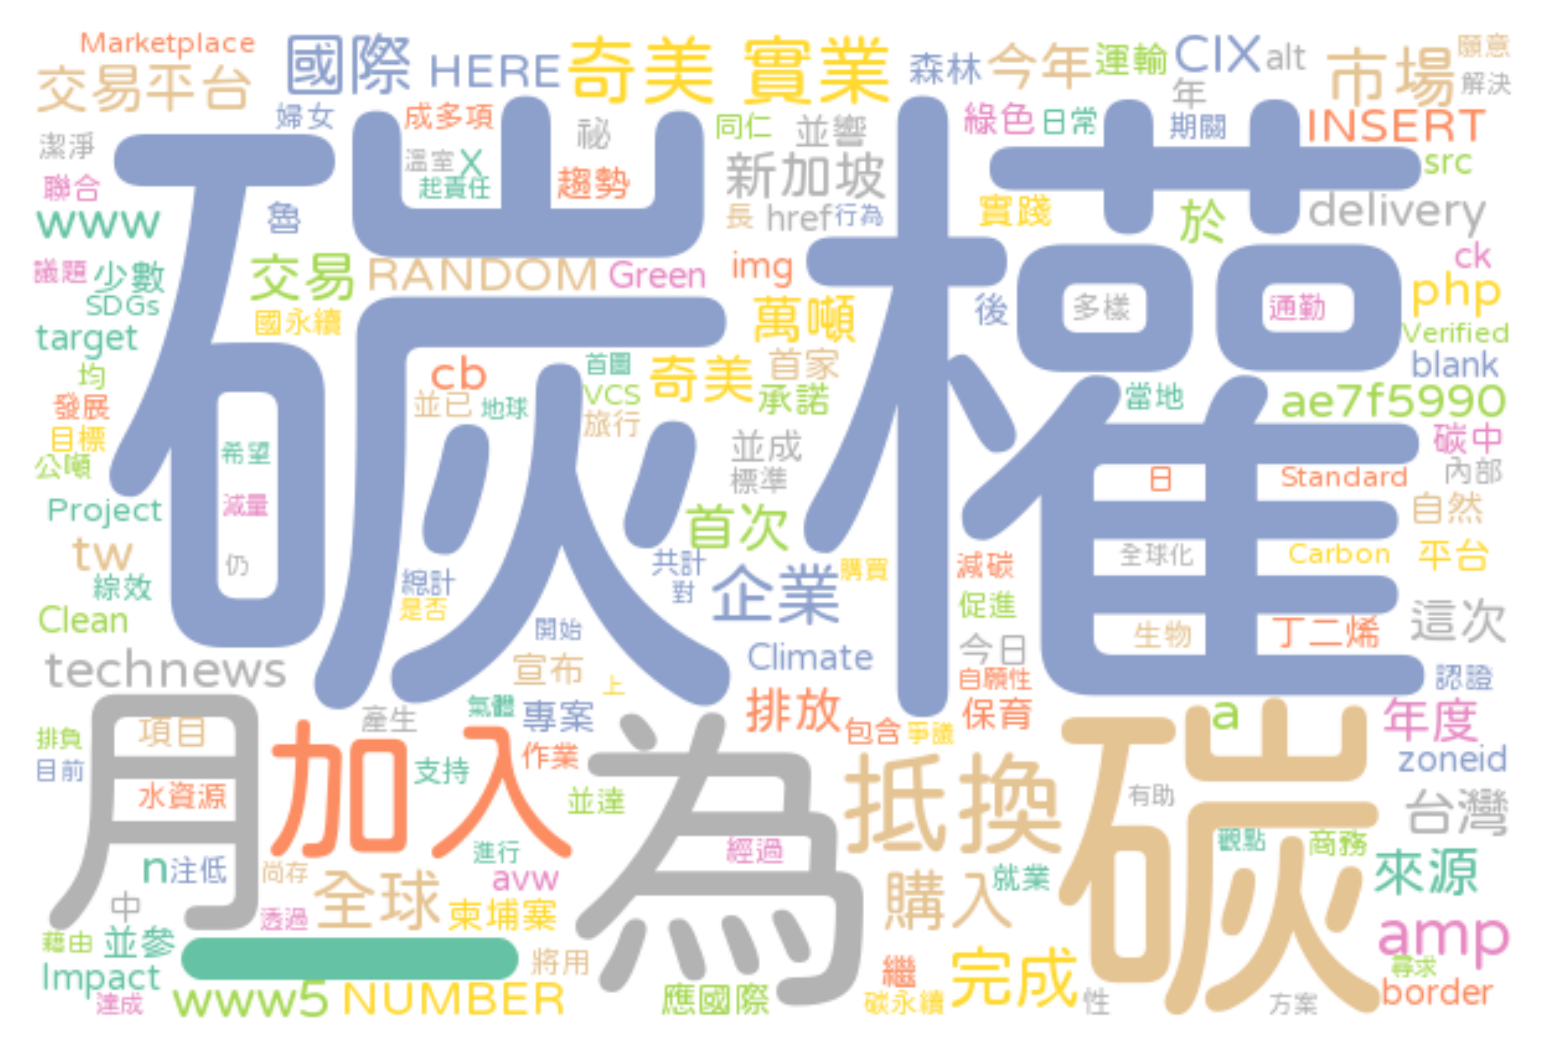 Marketplace
交易平台
國際
HERE
奇美 實業
森林
今年
運輸
CIX
alt
市場
願意
解決
年
婦女
成多項
祕
同仁
並響
綠色
日常
期關
INSERT
潔淨
溫室
X
起責任
趨勢
新加坡
src
聯合
www
魯
長
href
行為
實踐
於
delivery
碳權
議題
少數
SDGs
交易
RANDOM
Green
img
ck
國永續
萬噸
後
多樣
通勤
php
Verified
target
均
cb
首圖
奇美
首家
blank
發展
並已
地球
VCS
旅行
承諾
當地
ae7f5990
目標
公噸
希望
並成
標準
碳中
內部
Project
減量
首次
日
Standard
自然
tw
仍
綜效
總計
是否
共計
對
企業
購買
減碳
全球化
Carbon
平台
Clean
開始
促進
生物
丁二烯
這次
technews
宣布
上
Climate
今日
自願性
認證
月
項目
產生
氣體
專案
排放
包含
爭議
保育
a
年度
排負
目前
加入
支持
作業
為
抵換
碳
zoneid
水資源
並達
有助
台灣
n
注低
尚存
進行
經過
觀點
商務
來源
avw
就業
中
透過
全球
柬埔寨
購入
amp
藉由
並參
一
將用
繼
完成
尋求
Impact
達成
www5
NUMBER
應國際
碳永續
性
方案
border